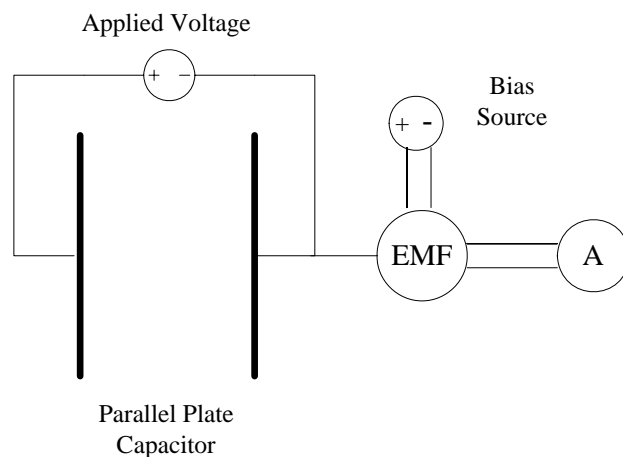 Applied Voltage
+ −
Bias
Source
+ -
EMF
A
Parallel Plate
Capacitor